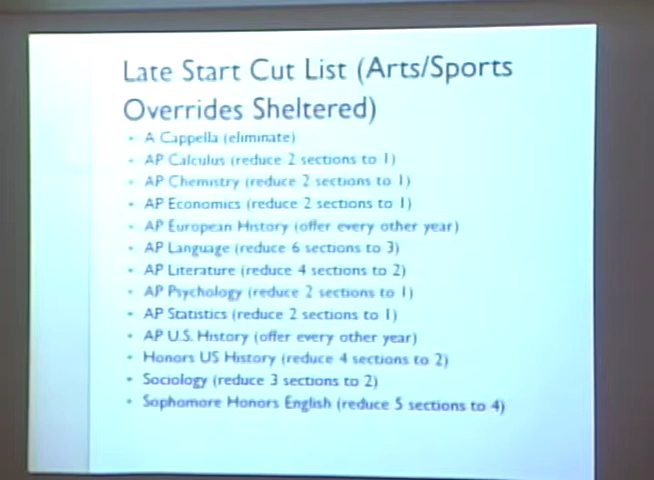 Late Start Cut List (Arts/Sports
Overrides Sheltered)
• A Cappella (eliminate)
• AP Calculus (reduce 2 sections to 1)
• AP Chemistry (reduce 2 sections to 1)
• AP Economics (reduce 2 sections to 1)
• AP European History (offer every other year)
• AP Language (reduce 6 sections to 3)
• AP Literature (reduce 4 sections to 2)
• AP Psychology (reduce 2 sections to 1)
• AP Statistics (reduce 2 sections to 1)
• AP U.S. History (offer every other year)
• Honors US History (reduce 4 sections to 2)
• Sociology (reduce 3 sections to 2)
• Sophomore Honors English (reduce 5 sections to 4)